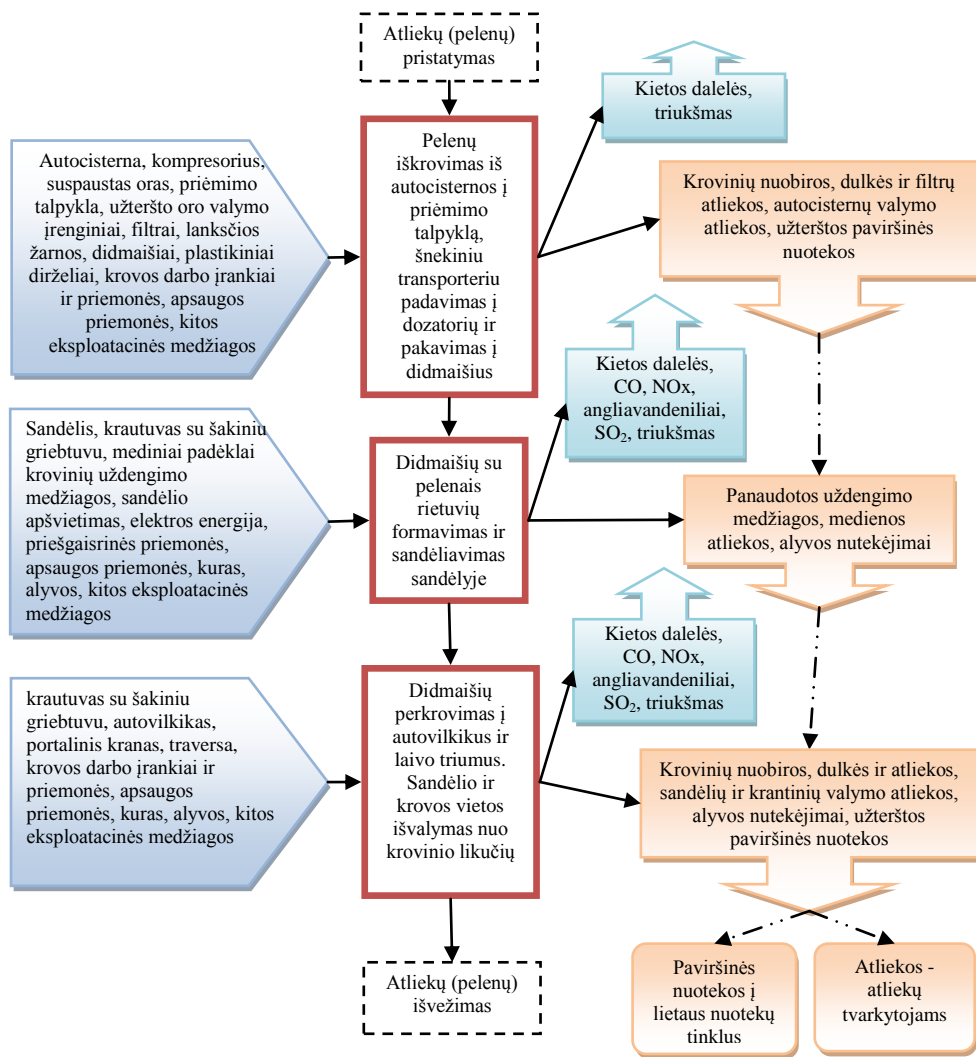 Atliekų (pelenų)
pristatymas
Kietos dalelės,
triukšmas
Autocisterna, kompresorius,
suspaustas oras, priėmimo
talpykla, užteršto oro valymo
įrenginiai, filtrai, lanksčios
žarnos, didmaišiai, plastikiniai
dirželiai, krovos darbo įrankiai
ir priemonės, apsaugos
priemonės, kitos
eksploatacinės medžiagos
Pelenų
iškrovimas iš
autocisternos į
priėmimo
talpyklą,
šnekiniu
transporteriu
padavimas į
dozatorių ir
pakavimas į
didmaišius
Krovinių nuobiros, dulkės ir filtrų
atliekos, autocisternų valymo
atliekos, užterštos paviršinės
nuotekos
Kietos dalelės,
CO, NOx,
angliavandeniliai,
SO₂, triukšmas
Sandėlis, krautuvas su šakiniu
griebtuvu, mediniai padėklai
krovinių uždengimo
medžiagos, sandėlio
apšvietimas, elektros energija,
priešgaisrinės priemonės,
apsaugos priemonės, kuras,
alyvos, kitos eksploatacinės
medžiagos
Didmaišių su
pelenais
rietuvių
formavimas ir
sandėliavimas
sandėlyje
Panaudotos uždengimo
medžiagos, medienos
atliekos, alyvos nutekėjimai
Kietos dalelės,
CO, NOx,
angliavandeniliai,
SO₂, triukšmas
krautuvas su šakiniu
griebtuvu, autovilkikas,
portalinis kranas, traversa,
krovos darbo įrankiai ir
priemonės, apsaugos
priemonės, kuras, alyvos, kitos
eksploatacinės medžiagos
Didmaišių
perkrovimas į
autovilkikus ir
laivo triumus.
Sandėlio ir
krovos vietos
išvalymas nuo
krovinio likučių
Krovinių nuobiros, dulkės ir atliekos,
sandėlių ir krantinių valymo atliekos,
alyvos nutekėjimai, užterštos
paviršinės nuotekos
Atliekų (pelenų)
išvežimas
Paviršinės
nuotekos į
lietaus nuotekų
tinklus
Atliekos -
atliekų
tvarkytojams